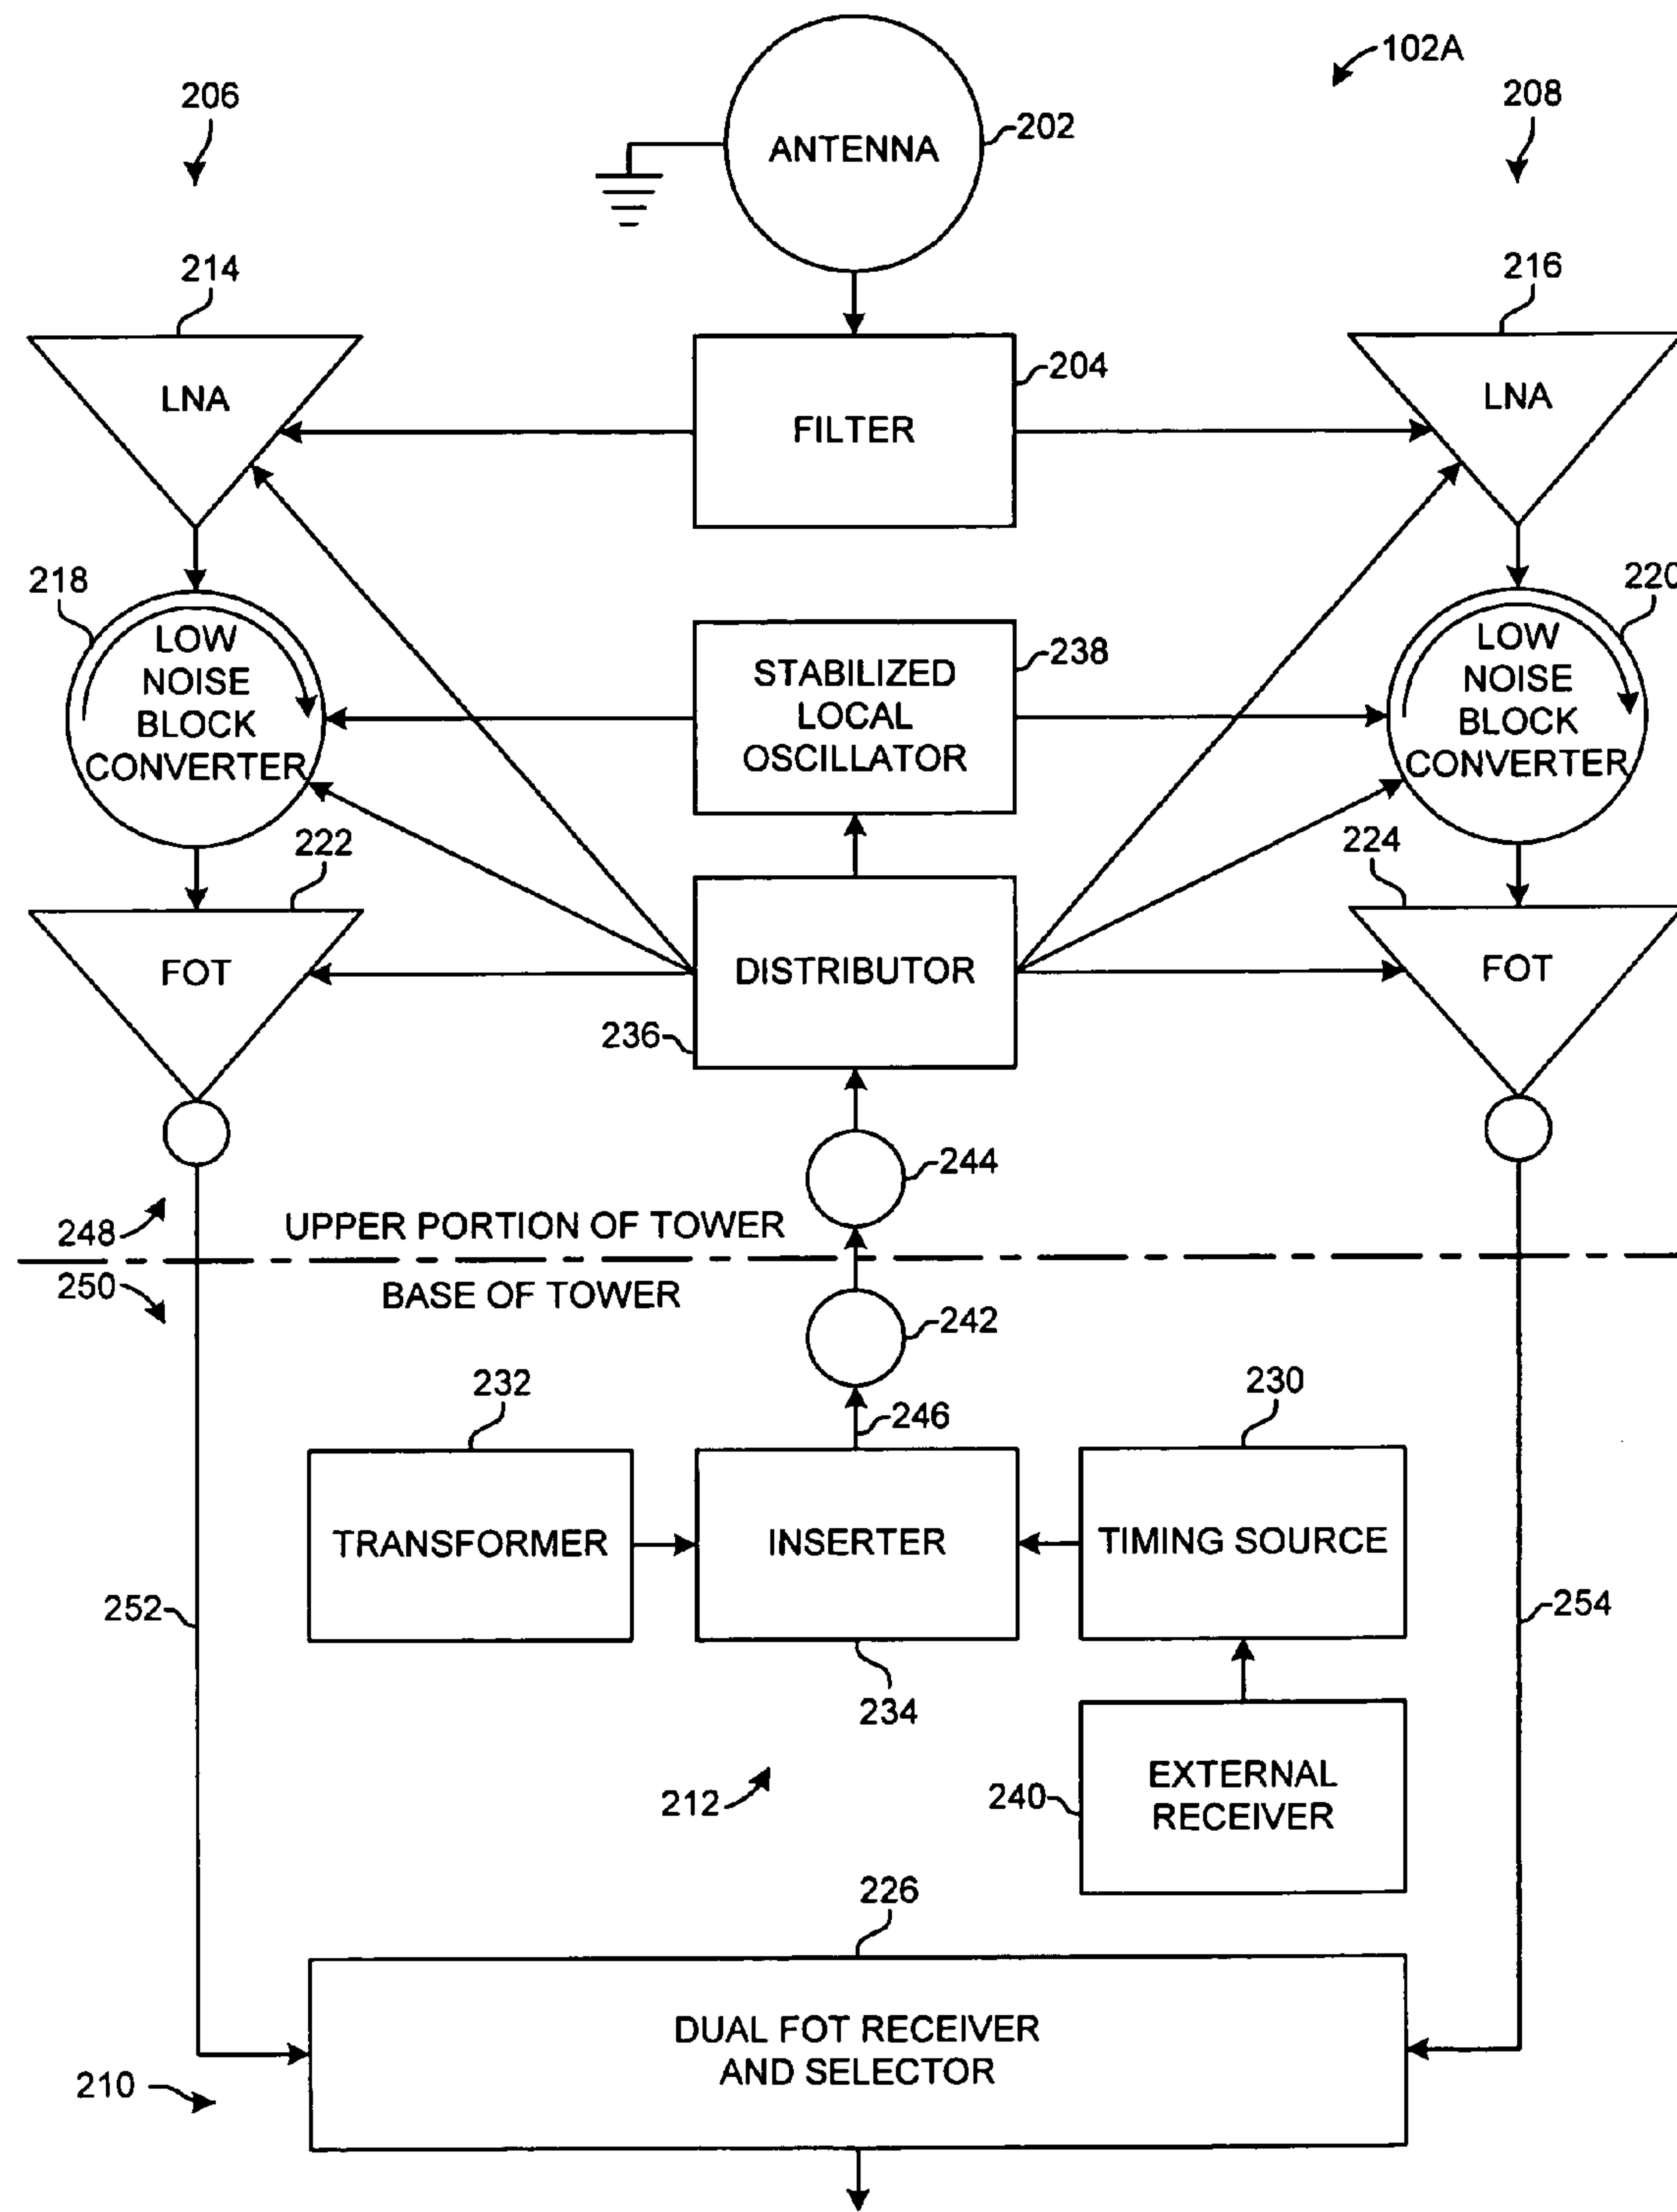 102A
206
208
202
ANTENNA
214
216
204
LNA
FILTER
LNA
218
220
LOW
NOISE
BLOCK
CONVERTER
238
STABILIZED
LOCAL
OSCILLATOR
LOW
NOISE
BLOCK
CONVERTER
222
224
FOT
DISTRIBUTOR
FOT
236
244
248
UPPER PORTION OF TOWER
250
BASE OF TOWER
242
232
246
230
TRANSFORMER
INSERTER
TIMING SOURCE
252
254
234
212
240
EXTERNAL
RECEIVER
226
DUAL FOT RECEIVER
AND SELECTOR
210